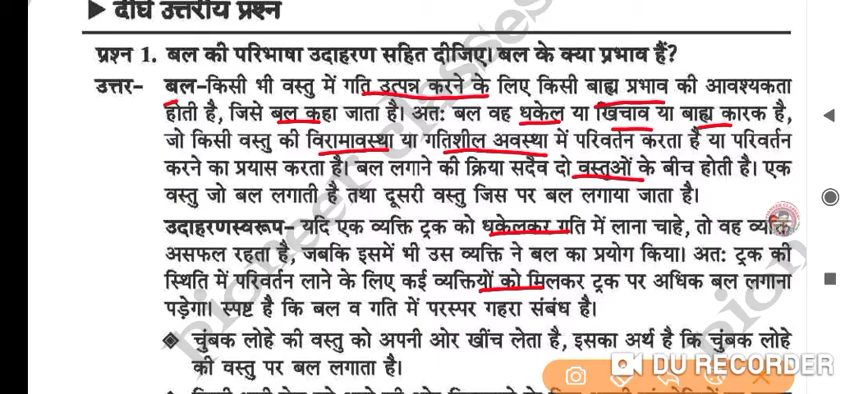 ▶ दीर्घ उत्तरीय प्रश्न
प्रश्न 1. बल की परिभाषा उदाहरण सहित दीजिए। बल के क्या प्रभाव हैं?
उत्तर- बल-किसी भी वस्तु में गति उत्पन्न करने के लिए किसी बाह्य प्रभाव की आवश्यकता
होती है, जिसे बल कहा जाता है। अतः बल वह धकेल या खिंचाव या बाह्य कारक है,
जो किसी वस्तु की विरामावस्था या गतिशील अवस्था में परिवर्तन करता है या परिवर्तन
करने का प्रयास करता है। बल लगाने की क्रिया सदैव दो वस्तुओं के बीच होती है। एक
वस्तु जो बल लगाती है तथा दूसरी वस्तु जिस पर बल लगाया जाता है।
उदाहरणस्वरूप- यदि एक व्यक्ति ट्रक को धकेलकर गति में लाना चाहे, तो वह व्यक्ति
असफल रहता है, जबकि इसमें भी उस व्यक्ति ने बल का प्रयोग किया। अतः ट्रक की
स्थिति में परिवर्तन लाने के लिए कई व्यक्तियों को मिलकर ट्रक पर अधिक बल लगाना
पड़ेगा। स्पष्ट है कि बल व गति में परस्पर गहरा संबंध है।
◈ चुंबक लोहे की वस्तु को अपनी ओर खींच लेता है, इसका अर्थ है कि चुंबक लोहे
की वस्तु पर बल लगाता है।
pioneer classes
pion
DU RECORDER